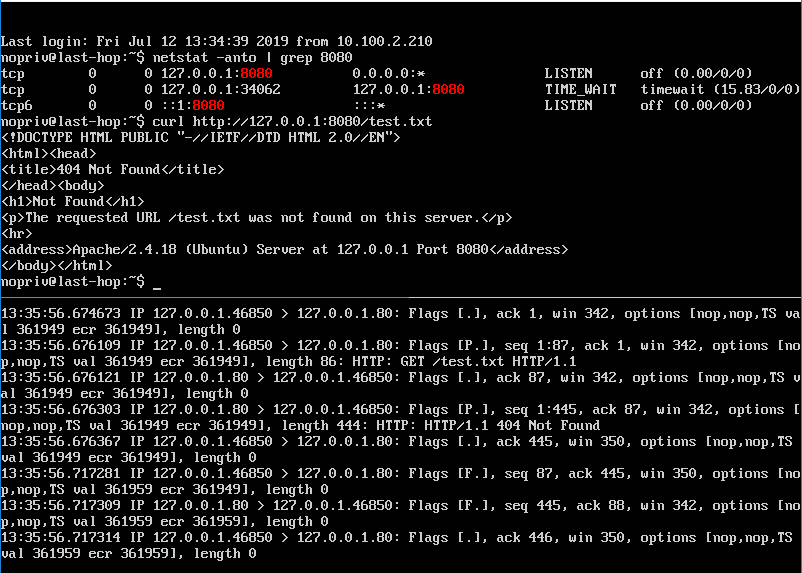 Last login: Fri Jul 12 13:34:39 2019 from 10.100.2.210
nopriv@last-hop:~$ netstat -anto | grep 8080
tcp        0      0 127.0.0.1:8080          0.0.0.0:*               LISTEN      off (0.00/0/0)
tcp        0      0 127.0.0.1:34062         127.0.0.1:8080          TIME_WAIT   timewait (15.83/0/0)
tcp6       0      0 ::1:8080                :::*                    LISTEN      off (0.00/0/0)
nopriv@last-hop:~$ curl http://127.0.0.1:8080/test.txt
<!DOCTYPE HTML PUBLIC "-//IETF//DTD HTML 2.0//EN">
<html><head>
<title>404 Not Found</title>
</head><body>
<h1>Not Found</h1>
<p>The requested URL /test.txt was not found on this server.</p>
<hr>
<address>Apache/2.4.18 (Ubuntu) Server at 127.0.0.1 Port 8080</address>
</body></html>
nopriv@last-hop:~$ _
13:35:56.674673 IP 127.0.0.1.46850 > 127.0.0.1.80: Flags [.], ack 1, win 342, options [nop,nop,TS va
l 361949 ecr 361949], length 0
13:35:56.676109 IP 127.0.0.1.46850 > 127.0.0.1.80: Flags [P.], seq 1:87, ack 1, win 342, options [no
p,nop,TS val 361949 ecr 361949], length 86: HTTP: GET /test.txt HTTP/1.1
13:35:56.676121 IP 127.0.0.1.80 > 127.0.0.1.46850: Flags [.], ack 87, win 342, options [nop,nop,TS v
al 361949 ecr 361949], length 0
13:35:56.676303 IP 127.0.0.1.80 > 127.0.0.1.46850: Flags [P.], seq 1:445, ack 87, win 342, options [
nop,nop,TS val 361949 ecr 361949], length 444: HTTP: HTTP/1.1 404 Not Found
13:35:56.676367 IP 127.0.0.1.46850 > 127.0.0.1.80: Flags [.], ack 445, win 350, options [nop,nop,TS 
val 361949 ecr 361949], length 0
13:35:56.717281 IP 127.0.0.1.46850 > 127.0.0.1.80: Flags [F.], seq 87, ack 445, win 350, options [no
p,nop,TS val 361959 ecr 361949], length 0
13:35:56.717309 IP 127.0.0.1.80 > 127.0.0.1.46850: Flags [F.], seq 445, ack 88, win 342, options [no
p,nop,TS val 361959 ecr 361959], length 0
13:35:56.717314 IP 127.0.0.1.46850 > 127.0.0.1.80: Flags [.], ack 446, win 350, options [nop,nop,TS 
val 361959 ecr 361959], length 0